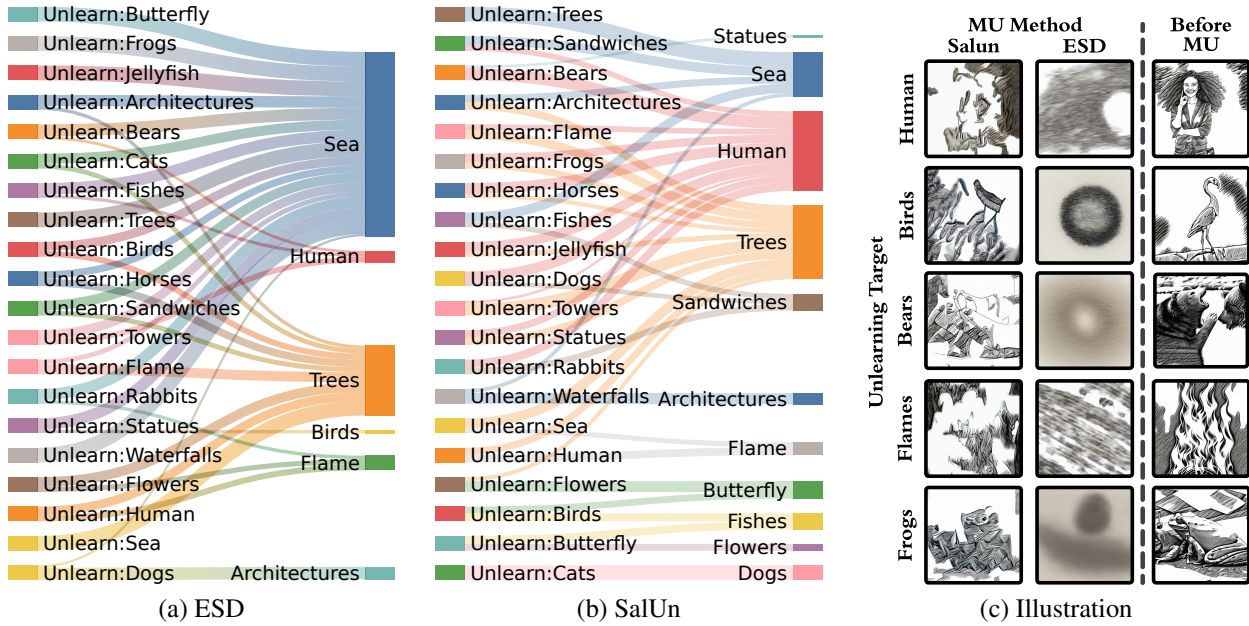 Unlearn:Butterfly
Unlearn:Frogs
Unlearn:Jellyfish
Unlearn:Architectures
Unlearn:Bears
Unlearn:Cats
Unlearn:Fishes
Unlearn:Trees
Unlearn:Birds
Unlearn:Horses
Unlearn:Sandwiches
Unlearn:Towers
Unlearn:Flame
Unlearn:Rabbits
Unlearn:Statues
Unlearn:Waterfalls
Unlearn:Flowers
Unlearn:Human
Unlearn:Sea
Unlearn:Dogs
Sea
Human
Trees
Birds
Flame
Architectures
(a) ESD
Unlearn:Trees
Unlearn:Sandwiches
Unlearn:Bears
Unlearn:Architectures
Unlearn:Flame
Unlearn:Frogs
Unlearn:Horses
Unlearn:Fishes
Unlearn:Jellyfish
Unlearn:Dogs
Unlearn:Towers
Unlearn:Statues
Unlearn:Rabbits
Unlearn:Waterfalls
Unlearn:Sea
Unlearn:Human
Unlearn:Flowers
Unlearn:Birds
Unlearn:Butterfly
Unlearn:Cats
Statues
Sea
Human
Trees
Sandwiches
Architectures
Flame
Butterfly
Fishes
Flowers
Dogs
(b) SalUn
MU Method
Salun ESD
Before
MU
Unlearning Target
Human
Birds
Bears
Flames
Frogs
(c) Illustration